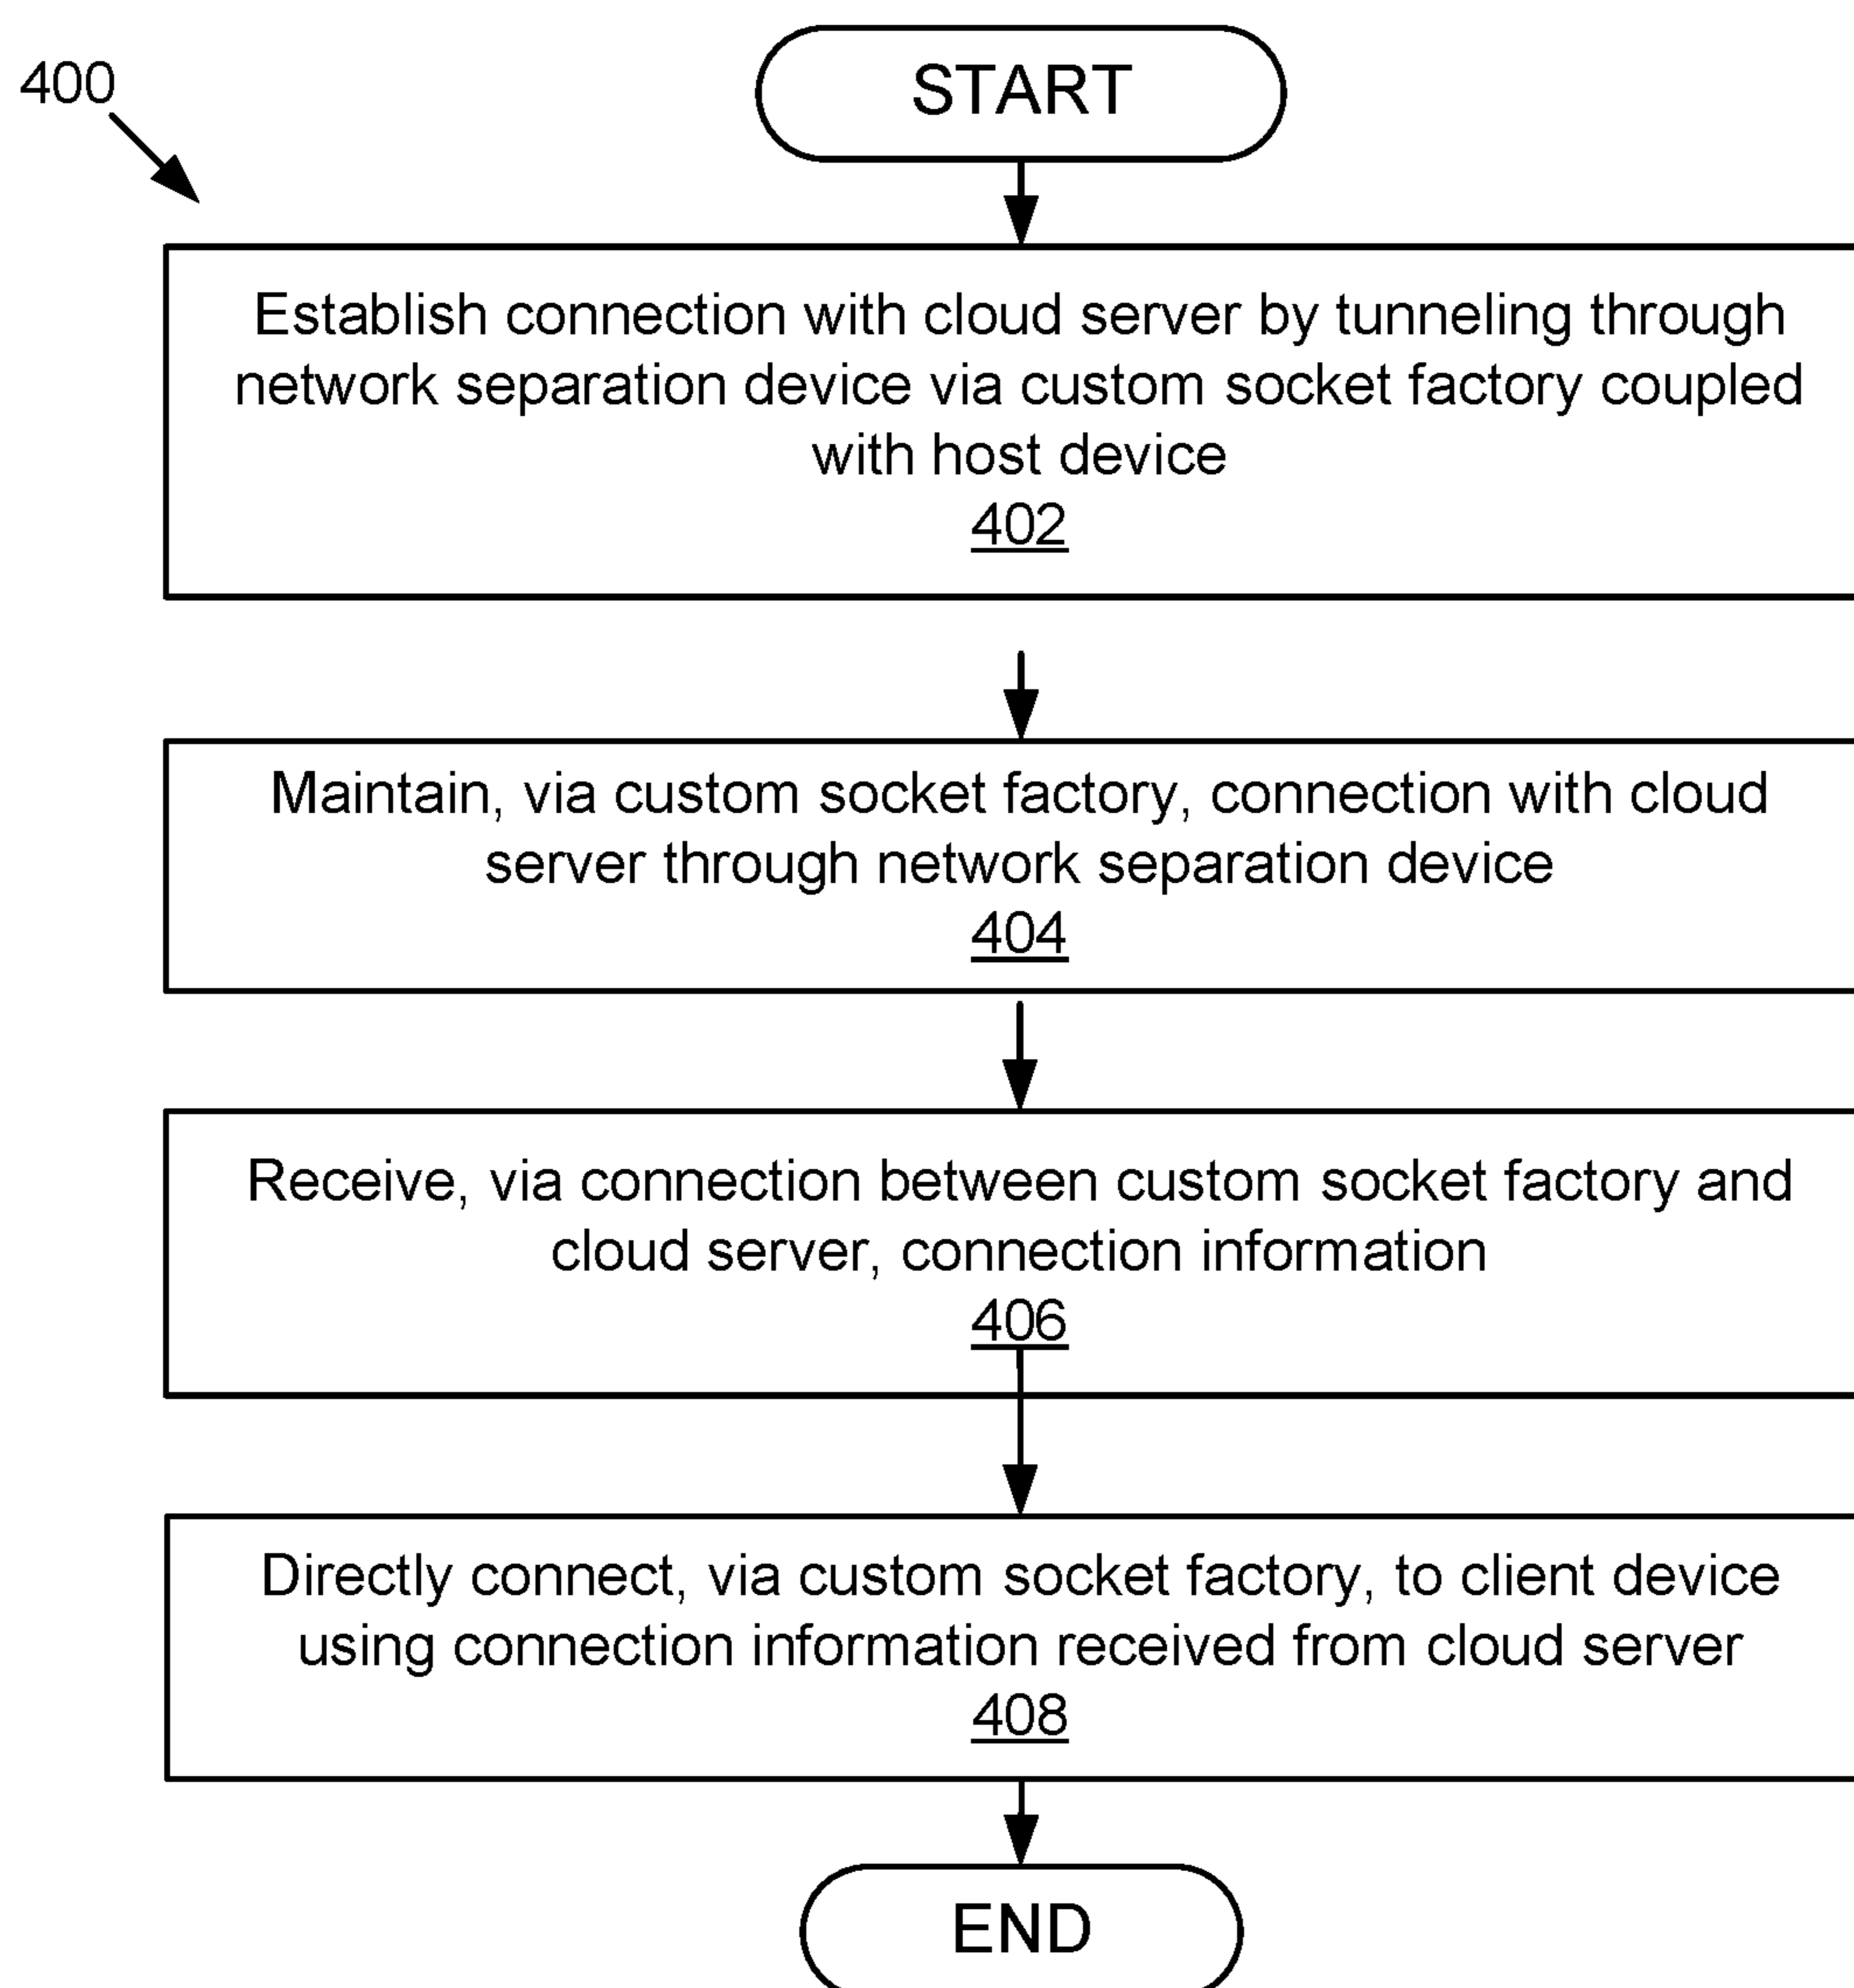 400
START
Establish connection with cloud server by tunneling through
network separation device via custom socket factory coupled
with host device
402
Maintain, via custom socket factory, connection with cloud
server through network separation device
404
Receive, via connection between custom socket factory and
cloud server, connection information
406
Directly connect, via custom socket factory, to client device
using connection information received from cloud server
408
END